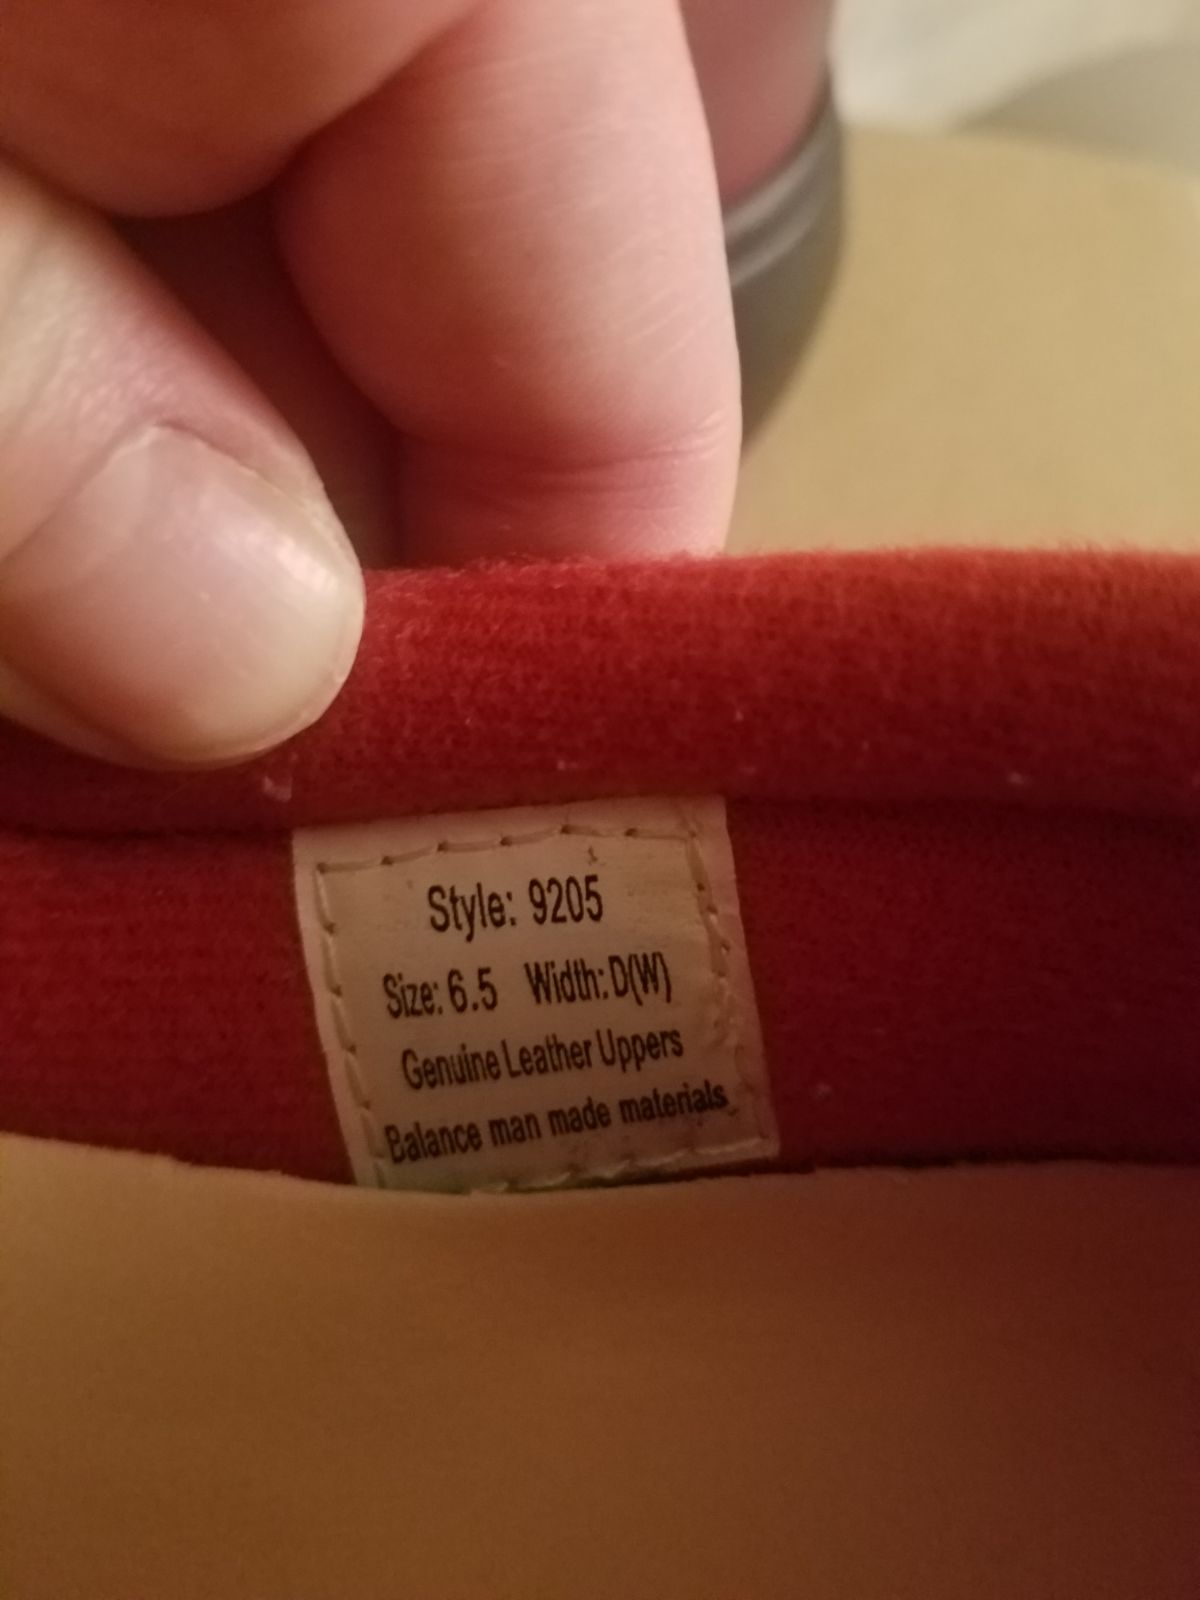 Style: 9205
Size: 6.5 Width: D(W)
Genuine Leather Uppers
Balance man made materials